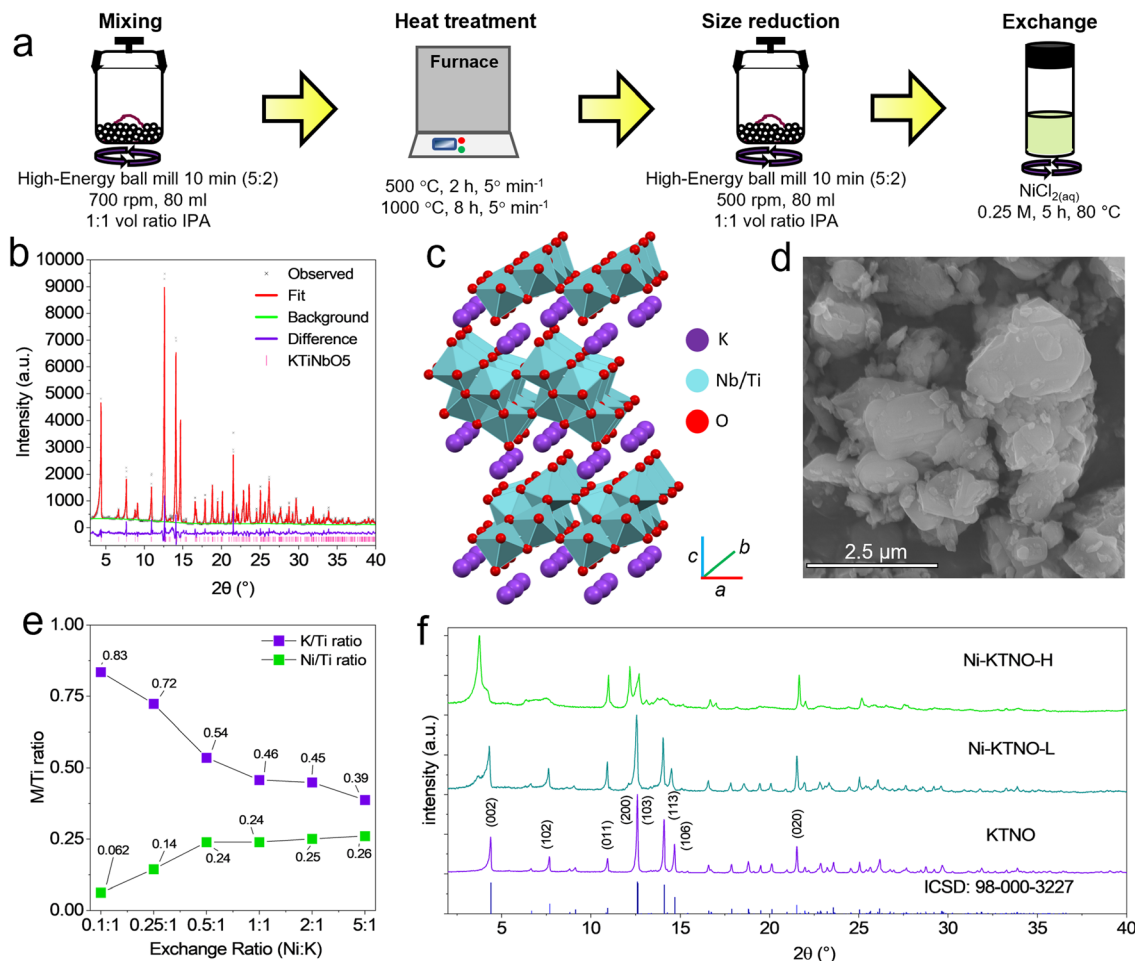 a
Mixing
Heat treatment
Size reduction
Exchange
Furnace
High-Energy ball mill 10 min (5:2)
700 rpm, 80 ml
1:1 vol ratio IPA
500 °C, 2 h, 5° min-1
1000 °C, 8 h, 5° min-1
High-Energy ball mill 10 min (5:2)
500 rpm, 80 ml
1:1 vol ratio IPA
NiCl2(aq)
0.25 M, 5 h, 80 °C
b
10000
9000
8000
7000
6000
5000
4000
3000
2000
1000
0
Intensity (a.u.)
Observed
Fit
Background
Difference
KTiNbO5
5 10 15 20 25 30 35 40
2θ (°)
c
K
Nb/Ti
O
c
b
a
d
2.5 µm
e
1.00
0.75
0.50
0.25
0.00
M/Ti ratio
K/Ti ratio
Ni/Ti ratio
0.83
0.72
0.54
0.46
0.45
0.39
0.062
0.14
0.24
0.24
0.25
0.26
0.1:1 0.25:1 0.5:1 1:1 2:1 5:1
Exchange Ratio (Ni:K)
f
intensity (a.u.)
Ni-KTNO-H
Ni-KTNO-L
KTNO
(002)
(102)
(011)
(200)
(103)
(113)
(106)
(020)
ICSD: 98-000-3227
5 10 15 20 25 30 35 40
2θ (°)